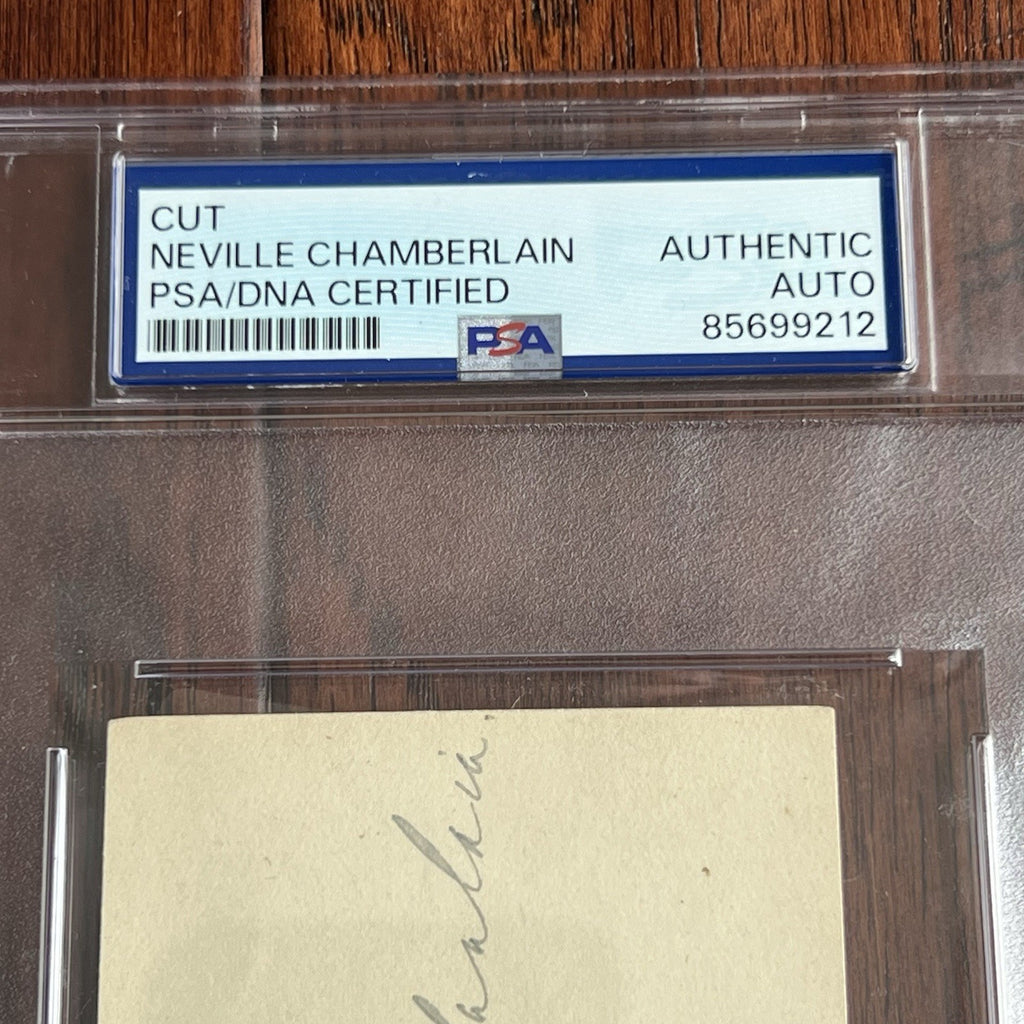 CUT
NEVILLE CHAMBERLAIN
PSA/DNA CERTIFIED
AUTHENTIC
AUTO
85699212
PSA